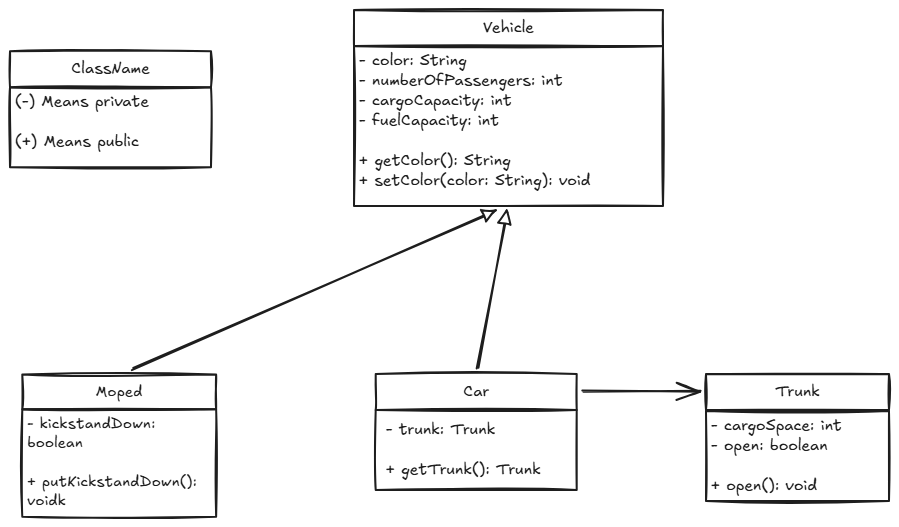 ClassName
(-) Means private
(+) Means public
Vehicle
- color: String
- numberOfPassengers: int
- cargoCapacity: int
- fuelCapacity: int
+ getColor(): String
+ setColor(color: String): void
Moped
- kickstandDown:
boolean
+ putKickstandDown():
voidk
Car
- trunk: Trunk
+ getTrunk(): Trunk
Trunk
- cargoSpace: int
- open: boolean
+ open(): void